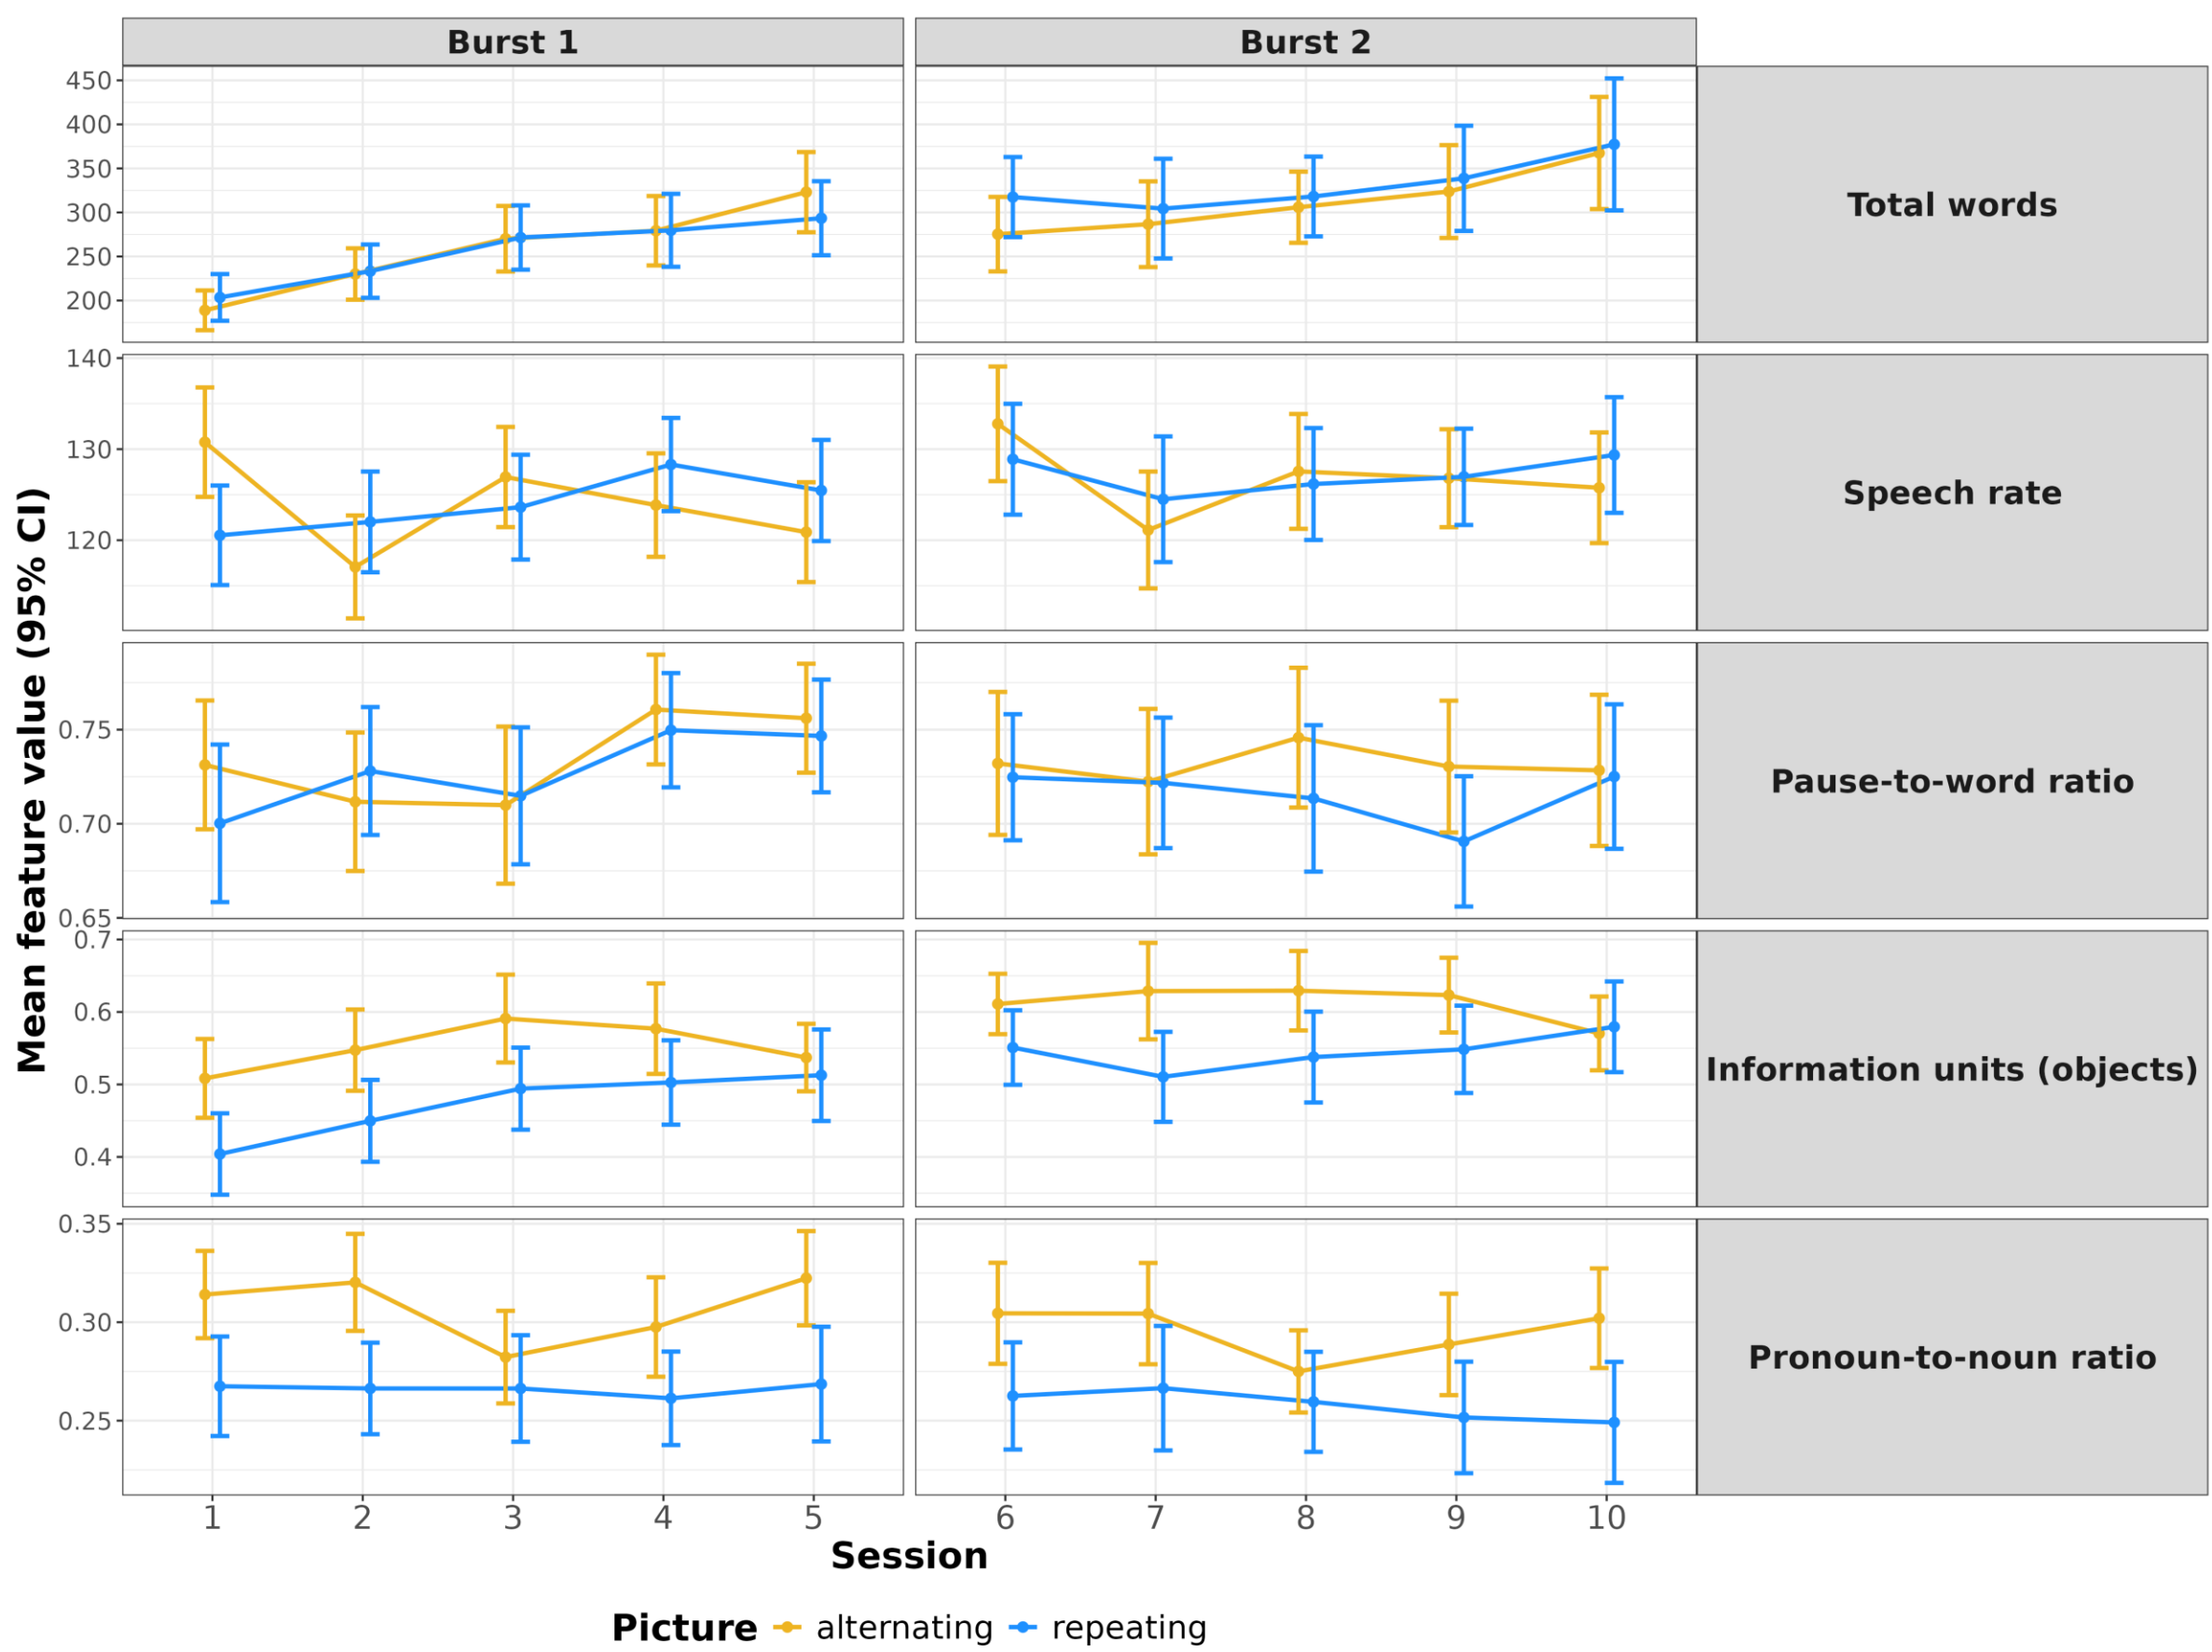 Burst 1 Burst 2
450
400
350
300
250
200
Total words
140
130
120
Speech rate
0.75
0.70
0.65
Pause-to-word ratio
0.7
0.6
0.5
0.4
Information units (objects)
0.35
0.30
0.25
Pronoun-to-noun ratio
Mean feature value (95% CI)
1 2 3 4 5 6 7 8 9 10
Session
Picture alternating repeating